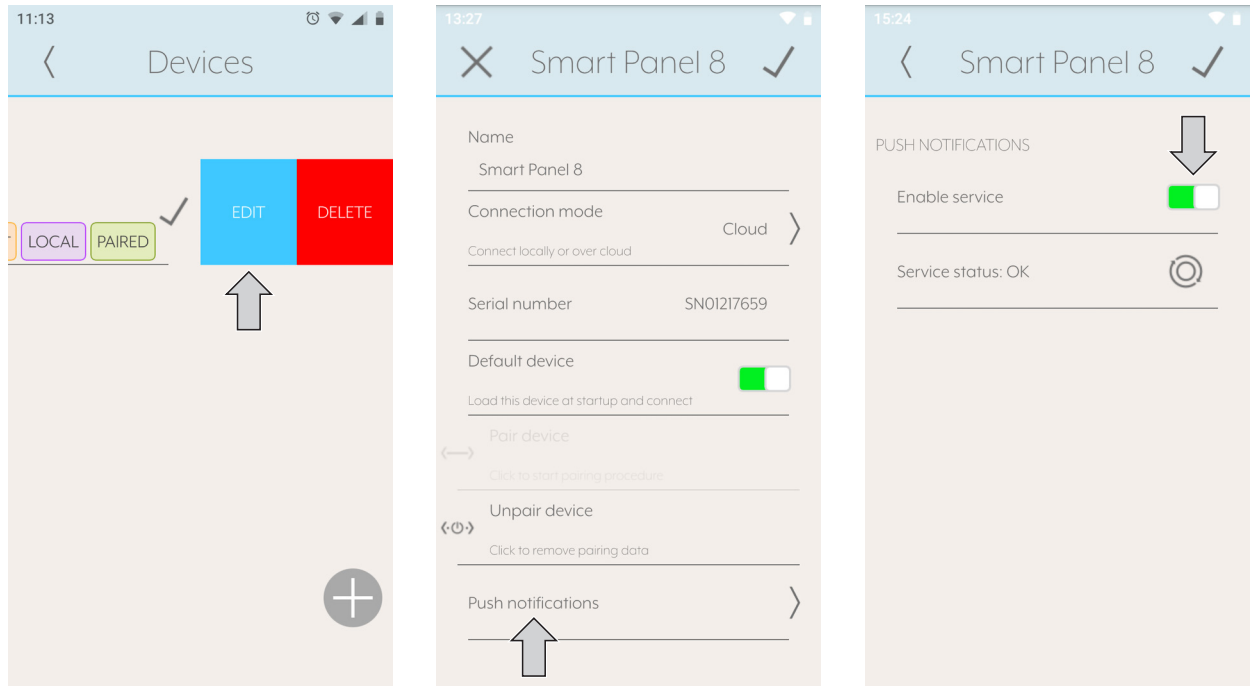 11:13
Devices
T LOCAL PAIRED
EDIT
DELETE
13:27
Smart Panel 8
Name
Smart Panel 8
Connection mode
Cloud
Connect locally or over cloud
Serial number
SN01217659
Default device
Load this device at startup and connect
Pair device
Click to start pairing procedure
Unpair device
Click to remove pairing data
Push notifications
15:24
Smart Panel 8
PUSH NOTIFICATIONS
Enable service
Service status: OK